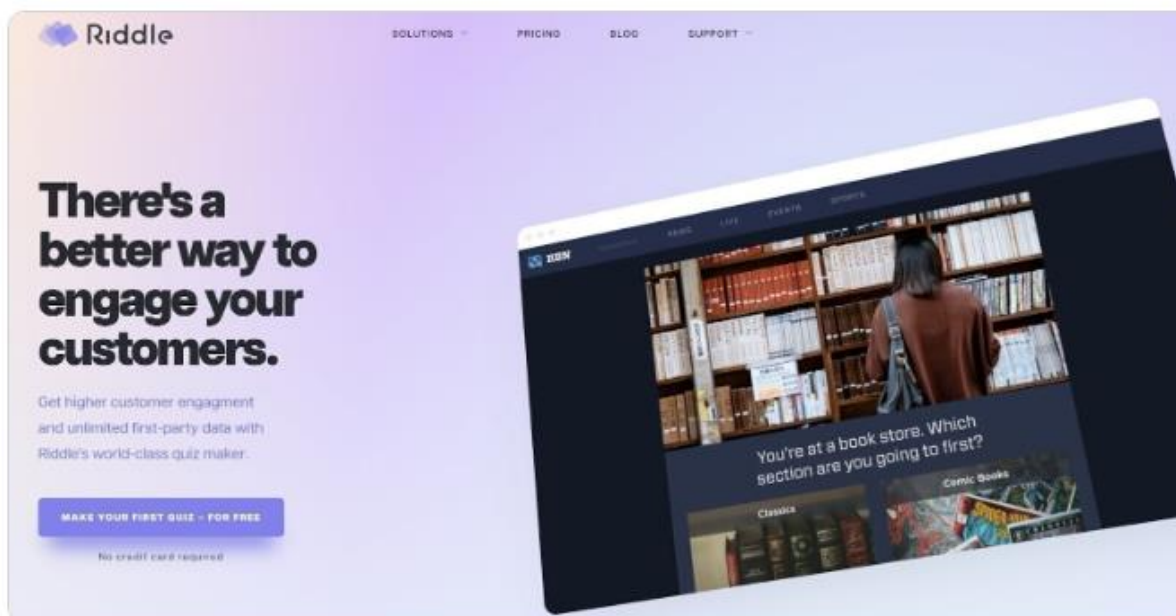 Riddle
SOLUTIONS
PRICING
BLOG
SUPPORT
There's a
better way to
engage your
customers.
Get higher customer engagment
and unlimited first-party data with
Riddle's world-class quiz maker.
MAKE YOUR FIRST QUIZ – FOR FREE
No credit card required
BBN
NEWS
LIVE
EVENTS
SPORTS
You're at a book store. Which
section are you going to first?
Classics
Comic Books